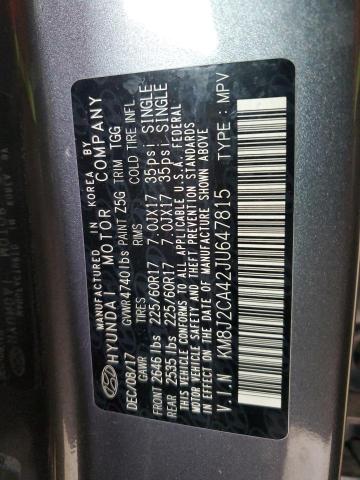 MANUFACTURED IN KOREA BY
HYUNDAI MOTOR COMPANY
DEC/08/17 GVWR 4740 lbs PAINT Z5G TRIM TGG
GAWR TIRES RIMS COLD TIRE INFL.
FRONT 2646 lbs 225/60R17 7.0JX17 35psi SINGLE
REAR 2535 lbs 225/60R17 7.0JX17 35psi SINGLE
THIS VEHICLE CONFORMS TO ALL APPLICABLE U.S.A. FEDERAL
MOTOR VEHICLE SAFETY, BUMPER, AND THEFT PREVENTION
STANDARDS IN EFFECT ON THE DATE OF MANUFACTURE SHOWN ABOVE.
V.I.N : KM8J2CA42JU647815 TYPE : MPV